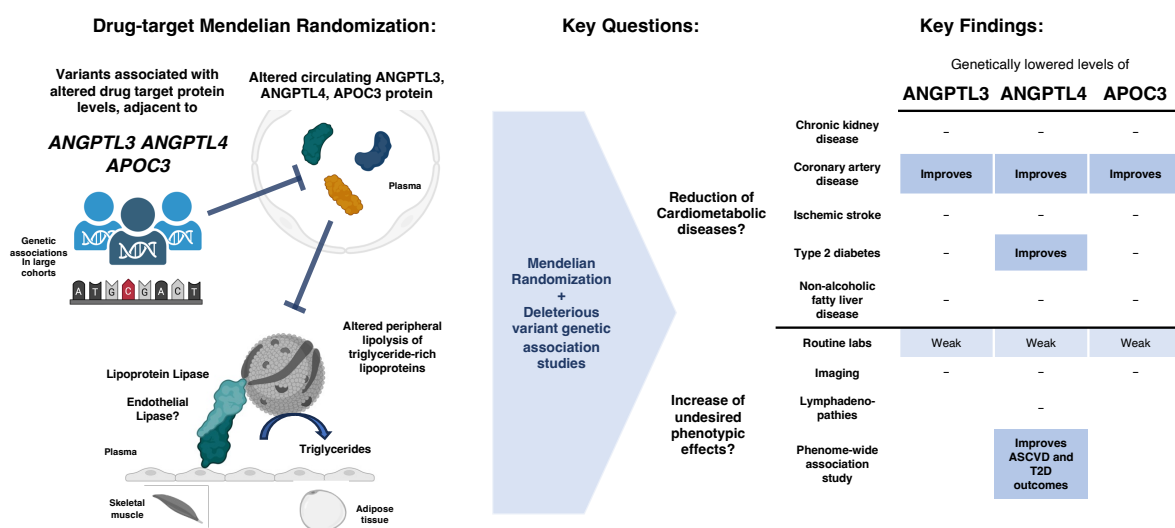 Drug-target Mendelian Randomization:
Variants associated with
altered drug target protein
levels, adjacent to
ANGPTL3 ANGPTL4
APOC3
Altered circulating ANGPTL3,
ANGPTL4, APOC3 protein
Plasma
Genetic
associations
In large
cohorts
A T G C G A C T
Altered peripheral
lipolysis of
triglyceride-rich
lipoproteins
Lipoprotein Lipase
Endothelial
Lipase?
Triglycerides
Plasma
Skeletal
muscle
Adipose
tissue
Key Questions:
Mendelian
Randomization
+
Deleterious
variant genetic
association
studies
Reduction of
Cardiometabolic
diseases?
Increase of
undesired
phenotypic
effects?
Key Findings:
Genetically lowered levels of
ANGPTL3 ANGPTL4 APOC3
Chronic kidney
disease
– – –
Coronary artery
disease
Improves Improves Improves
Ischemic stroke – – –
Type 2 diabetes – Improves –
Non-alcoholic
fatty liver
disease
– – –
Routine labs Weak Weak Weak
Imaging – – –
Lymphadeno-
pathies
–
Phenome-wide
association
study
Improves
ASCVD and
T2D
outcomes